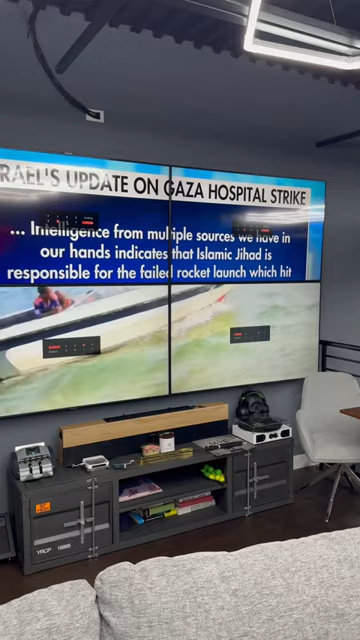 RAEL'S UPDATE ON GAZA HOSPITAL STRIKE
... Intelligence from multiple sources we have in
our hands indicates that Islamic Jihad is
responsible for the failed rocket launch which hit